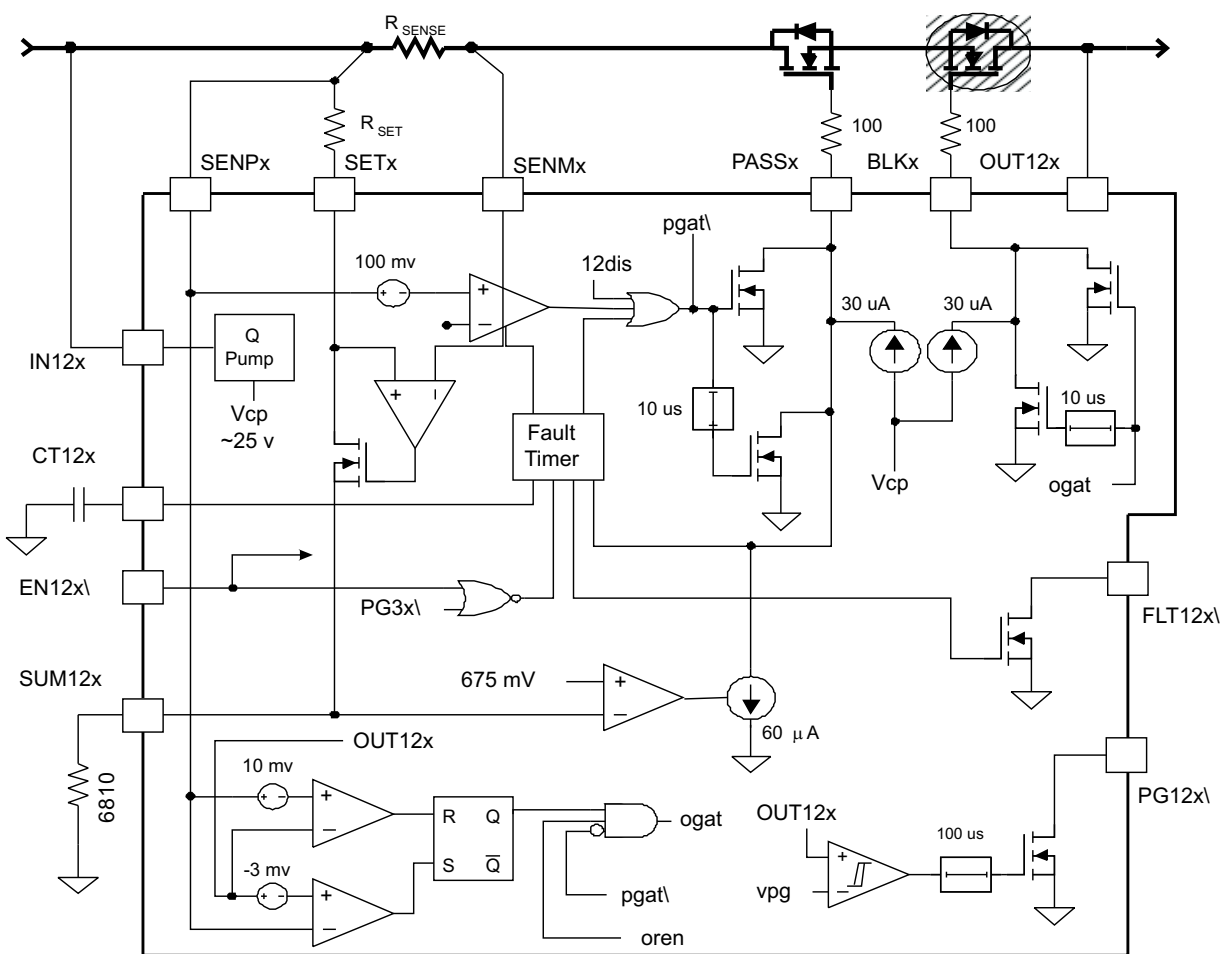 R SENSE
R SET
100
100
SENPx
SETx
SENMx
PASSx
BLKx
OUT12x
pgat\
12dis
100 mv
+ -
+
−
30 uA
30 uA
Q
Pump
IN12x
Vcp
~25 v
+ −
10 us
10 us
Fault
Timer
CT12x
Vcp
ogat
EN12x\
PG3x\
FLT12x\
SUM12x
675 mV
+
−
60 μA
OUT12x
10 mv
+ -
+
−
6810
R Q
S Q
ogat
-3 mv
+ -
+
−
pgat\
oren
OUT12x
+
−
vpg
100 us
PG12x\